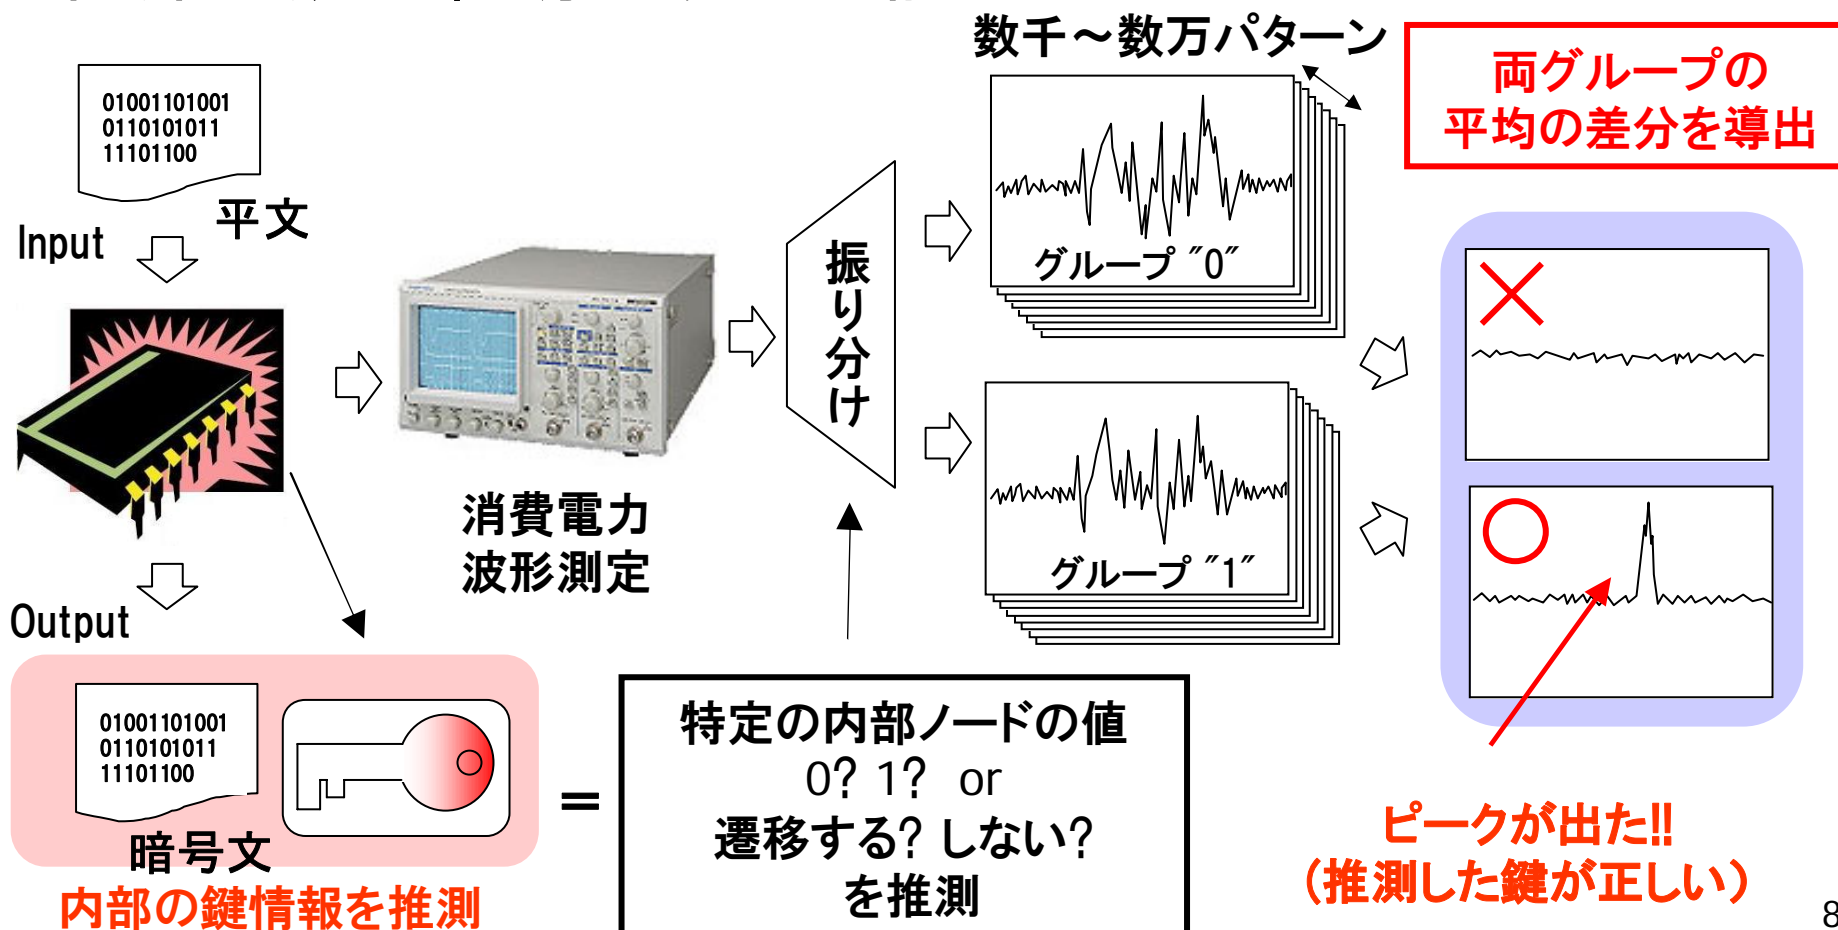 数千～数万パターン
両グループの
平均の差分を導出
01001101001
0110101011
11101100
平文
Input
振り分け
グループ "0"
消費電力
波形測定
グループ "1"
Output
01001101001
0110101011
11101100
暗号文
内部の鍵情報を推測
=
特定の内部ノードの値
0? 1? or
遷移する? しない?
を推測
ピークが出た!!
(推測した鍵が正しい)
8